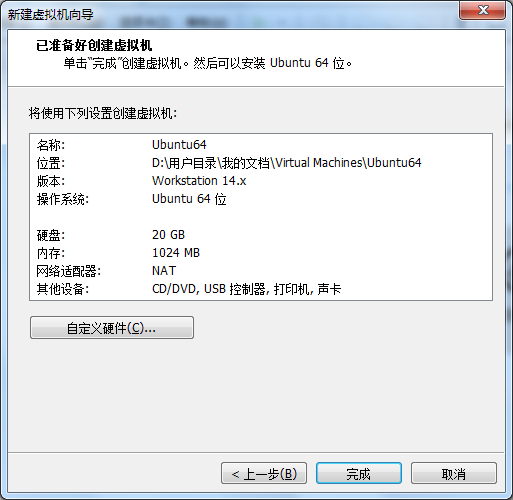 新建虚拟机向导
已准备好创建虚拟机
单击“完成”创建虚拟机。然后可以安装 Ubuntu 64 位。
将使用下列设置创建虚拟机:
名称: Ubuntu64
位置: D:\用户目录\我的文档\Virtual Machines\Ubuntu64
版本: Workstation 14.x
操作系统: Ubuntu 64 位
硬盘: 20 GB
内存: 1024 MB
网络适配器: NAT
其他设备: CD/DVD, USB 控制器, 打印机, 声卡
自定义硬件(C)...
< 上一步(B) 完成 取消